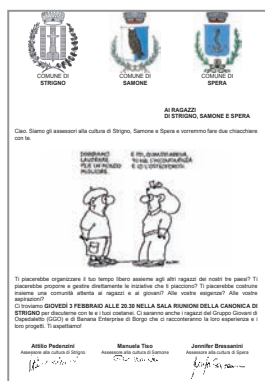 COMUNE DI
STRIGNO
COMUNE DI
SAMONE
COMUNE DI
SPERA
AI RAGAZZI
DI STRIGNO, SAMONE E SPERA
Ciao. Siamo gli assessori alla cultura di Strigno, Samone e Spera e vorremmo fare due chiacchiere
con te.
DOBBIAMO
LAVORARE
PER UN MONDO
MIGLIORE.
Ti piacerebbe organizzare il tuo tempo libero assieme agli altri ragazzi dei nostri tre paesi? Ti
piacerebbe proporre e gestire direttamente le iniziative che ti piacciono? Ti piacerebbe costruire
insieme una comunità attenta ai ragazzi e ai giovani? Alle vostre esigenze? Alle vostre
aspirazioni?
Ci troviamo GIOVEDÌ 3 FEBBRAIO ALLE 20.30 NELLA SALA RIUNIONI DELLA CANONICA DI
STRIGNO per discuterne con te e i tuoi coetanei. Ci saranno anche i ragazzi del Gruppo Giovani di
Ospedaletto (GGO) e di Banana Enterprise di Borgo che ci racconteranno la loro esperienza e i
loro progetti. Ti aspettiamo!
Attilio Pedenzini
Assessore alla cultura di Strigno
Manuela Tiso
Assessore alla cultura di Samone
Jennifer Bressanini
Assessore alla cultura di Spera